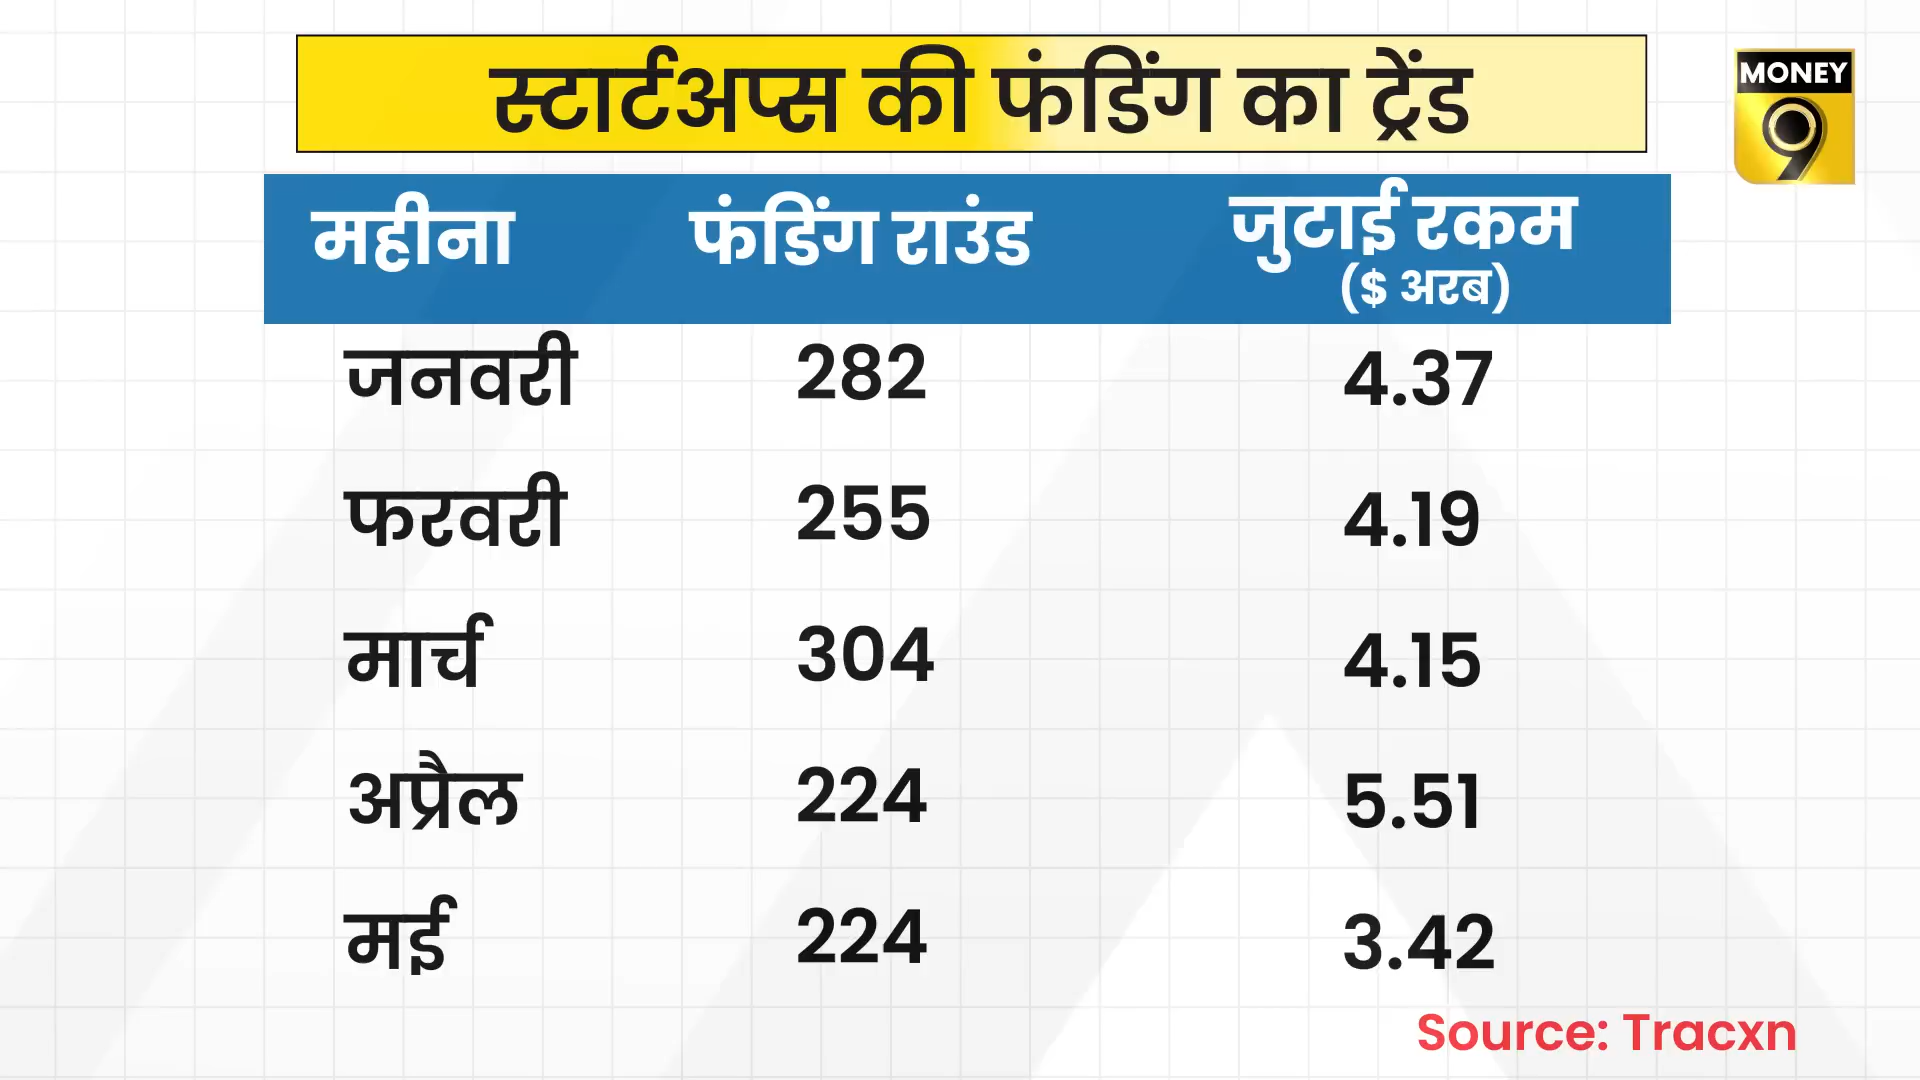 स्टार्टअप्स की फंडिंग का ट्रेंड
MONEY
9
महीना फंडिंग राउंड जुटाई रकम
($ अरब)
जनवरी 282 4.37
फरवरी 255 4.19
मार्च 304 4.15
अप्रैल 224 5.51
मई 224 3.42
Source: Tracxn